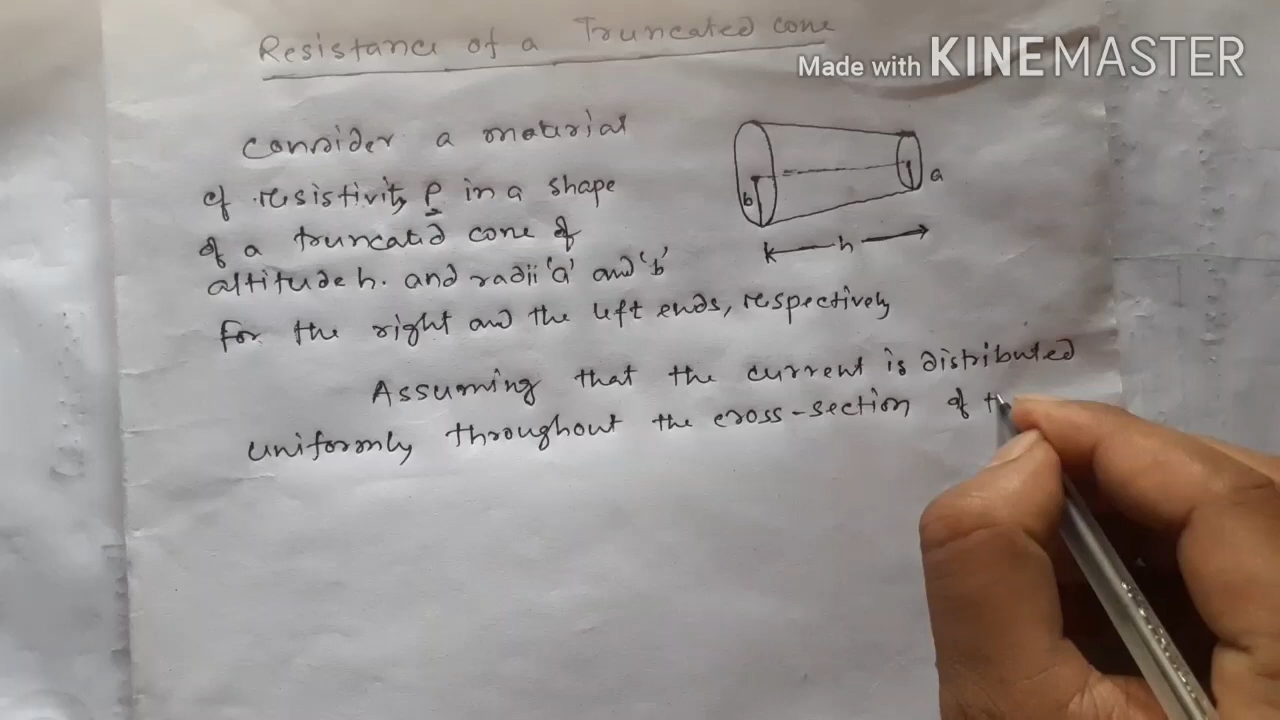 Resistance of a Truncated cone
Made with KINEMASTER
Consider a material
of resistivity ρ in a shape
of a truncated cone of
altitude h. and radii 'a' and 'b'
for the right and the left ends, respectively
b
a
h
Assuming that the current is distributed
uniformly throughout the cross-section of t